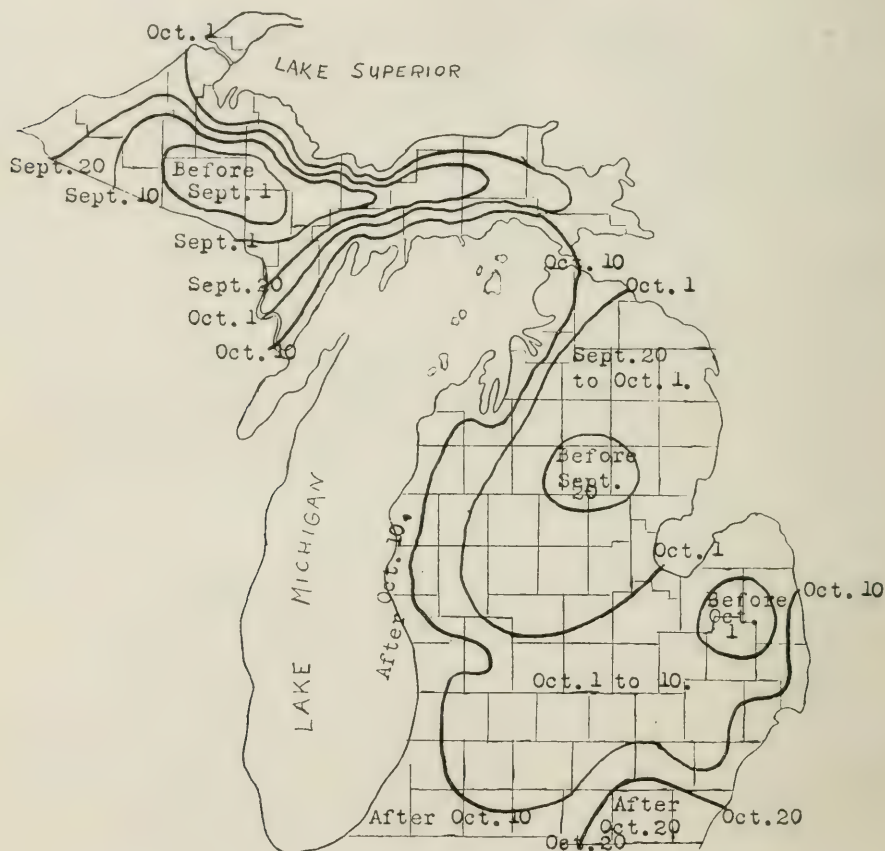 Oct. 1
LAKE SUPERIOR
Sept. 20
Before
Sept. 1
Sept. 10
Sept. 1
Sept. 20
Oct. 1
Oct. 10
Oct. 10
Oct. 1
Sept. 20
to Oct. 1.
Before
Sept.
20
LAKE MICHIGAN
After Oct. 10.
Oct. 1
Before
Oct.
1
Oct. 10
Oct. 1 to 10.
After Oct. 10
After
Oct. 20
Oct. 20
Oct. 20